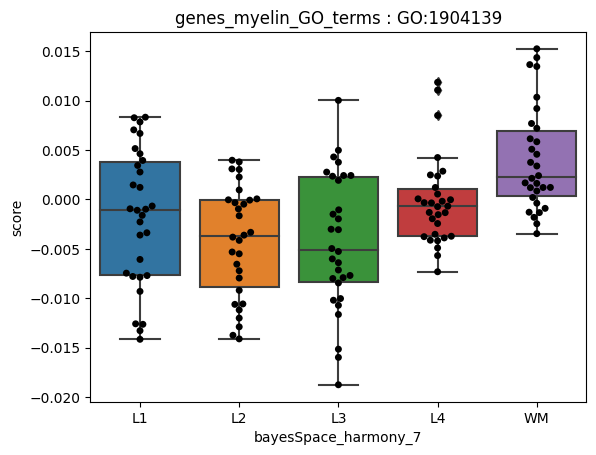 genes_myelin_GO_terms : GO:1904139
0.015
0.010
0.005
0.000
−0.005
−0.010
−0.015
−0.020
score
L1 L2 L3 L4 WM
bayesSpace_harmony_7